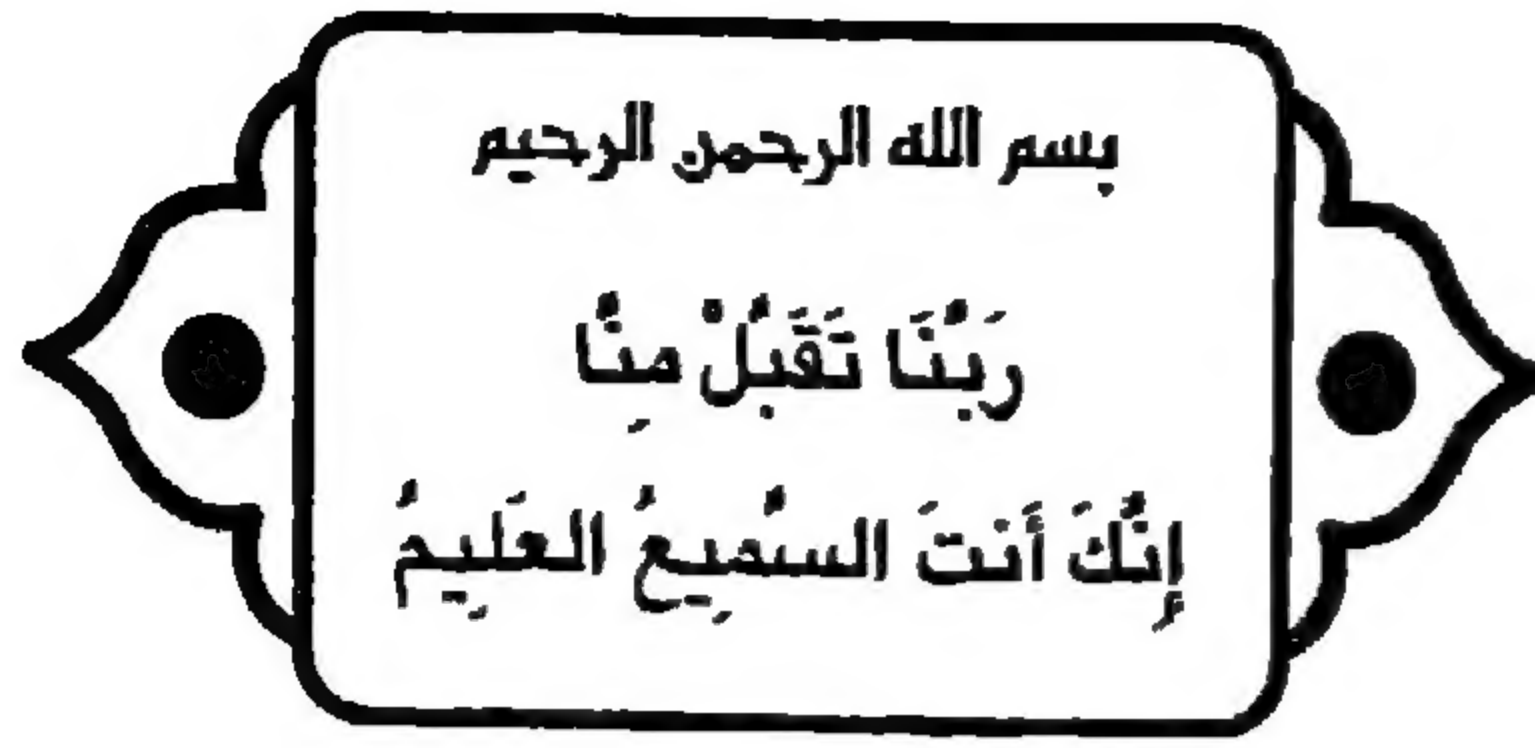 بسم الله الرحمن الرحيم
رَبَّنَا تَقَبَّلْ مِنَّا
إِنَّكَ أَنتَ السَّمِيعُ العَلِيمُ